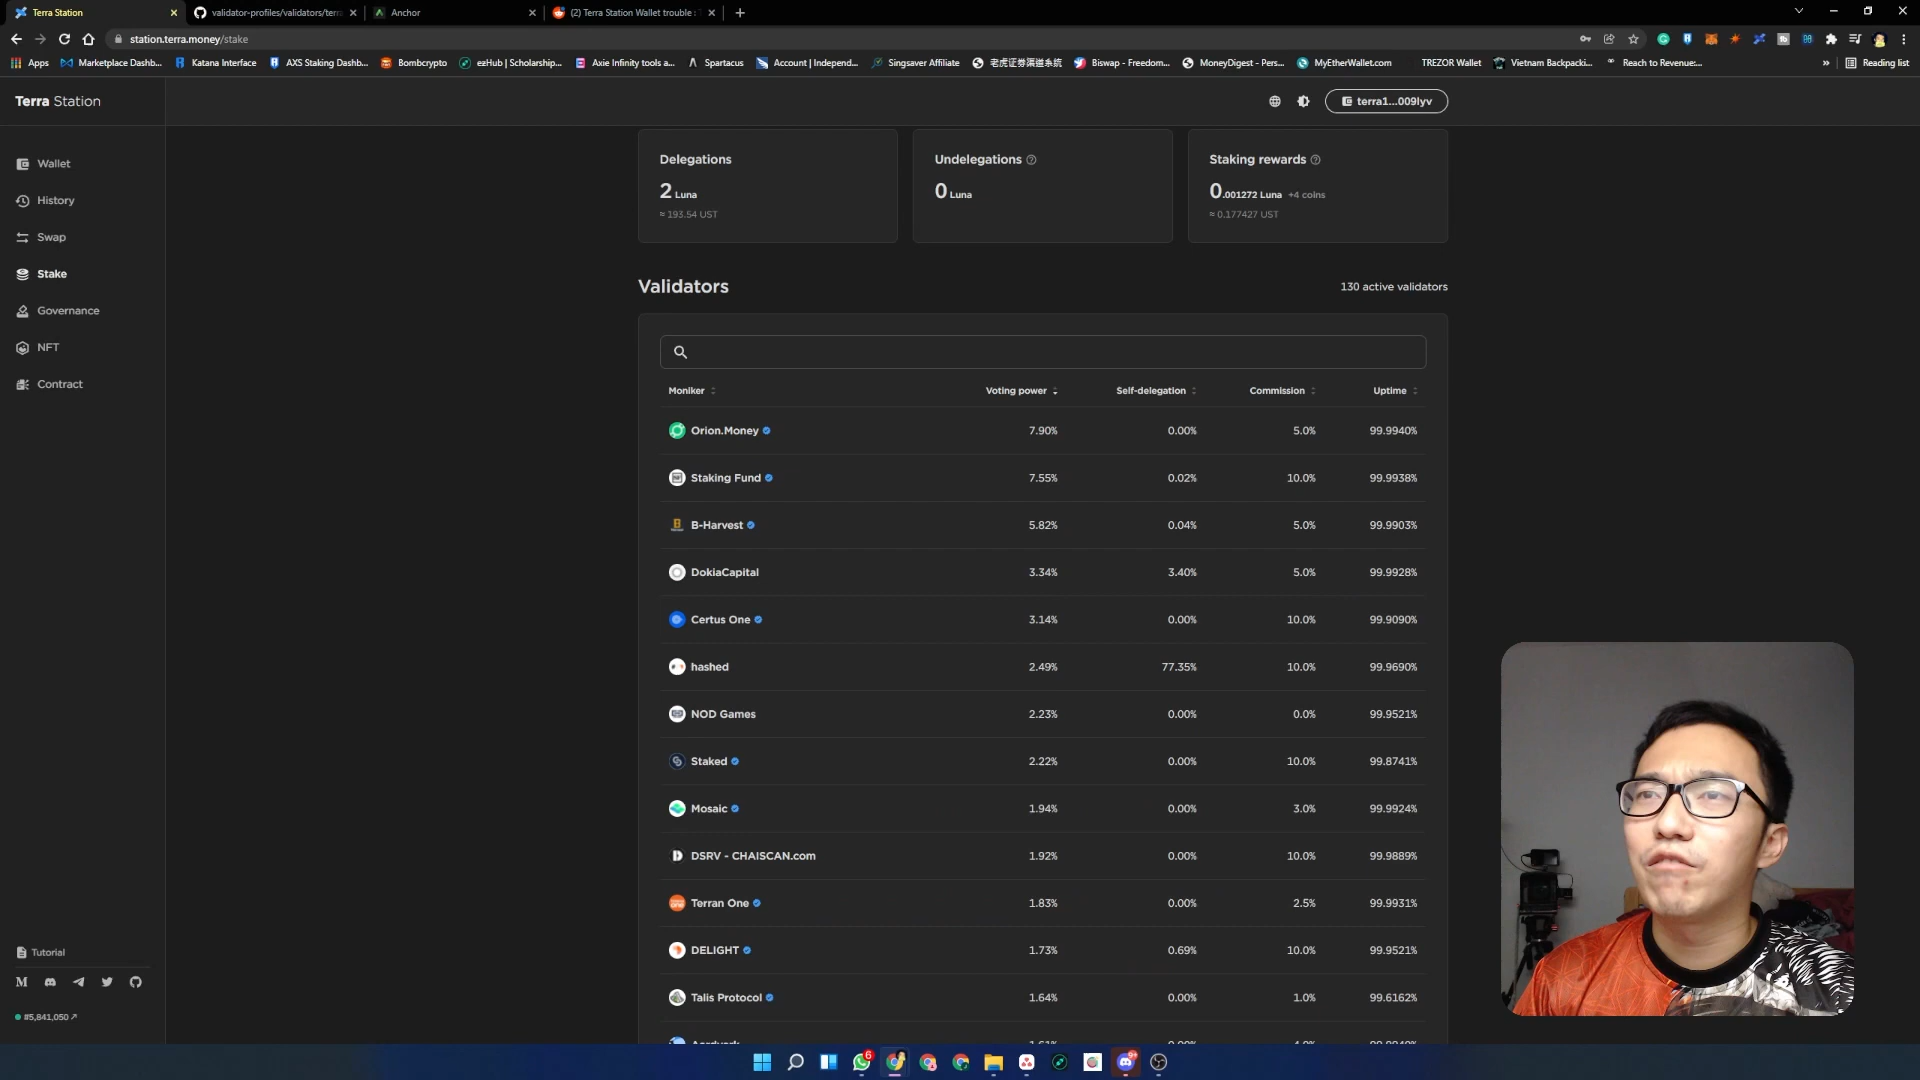 Terra Station
validator-profiles/validators/terra
Anchor
(2) Terra Station Wallet trouble :
station.terra.money/stake
Apps
Marketplace Dashb...
Katana Interface
AXS Staking Dashb...
Bombcrypto
ezHub | Scholarship...
Axie Infinity tools a...
Spartacus
Account | Independ...
Singsaver Affiliate
老虎证券渠道系統
Biswap - Freedom...
MoneyDigest - Pers...
MyEtherWallet.com
TREZOR Wallet
Vietnam Backpacki...
Reach to Revenue:...
»
Reading list
Terra Station
terra1...009lyv
Wallet
History
Swap
Stake
Governance
NFT
Contract
Delegations
2 Luna
≈ 193.54 UST
Undelegations
0 Luna
Staking rewards
0.001272 Luna +4 coins
≈ 0.177427 UST
Validators
130 active validators
Moniker Voting power Self-delegation Commission Uptime
Orion.Money 7.90% 0.00% 5.0% 99.9940%
Staking Fund 7.55% 0.02% 10.0% 99.9938%
B-Harvest 5.82% 0.04% 5.0% 99.9903%
DokiaCapital 3.34% 3.40% 5.0% 99.9928%
Certus One 3.14% 0.00% 10.0% 99.9090%
hashed 2.49% 77.35% 10.0% 99.9690%
NOD Games 2.23% 0.00% 0.0% 99.9521%
Staked 2.22% 0.00% 10.0% 99.8741%
Mosaic 1.94% 0.00% 3.0% 99.9924%
DSRV - CHAISCAN.com 1.92% 0.00% 10.0% 99.9889%
Terran One 1.83% 0.00% 2.5% 99.9931%
DELIGHT 1.73% 0.69% 10.0% 99.9521%
Talis Protocol 1.64% 0.00% 1.0% 99.6162%
Tutorial
#5,841,050
6